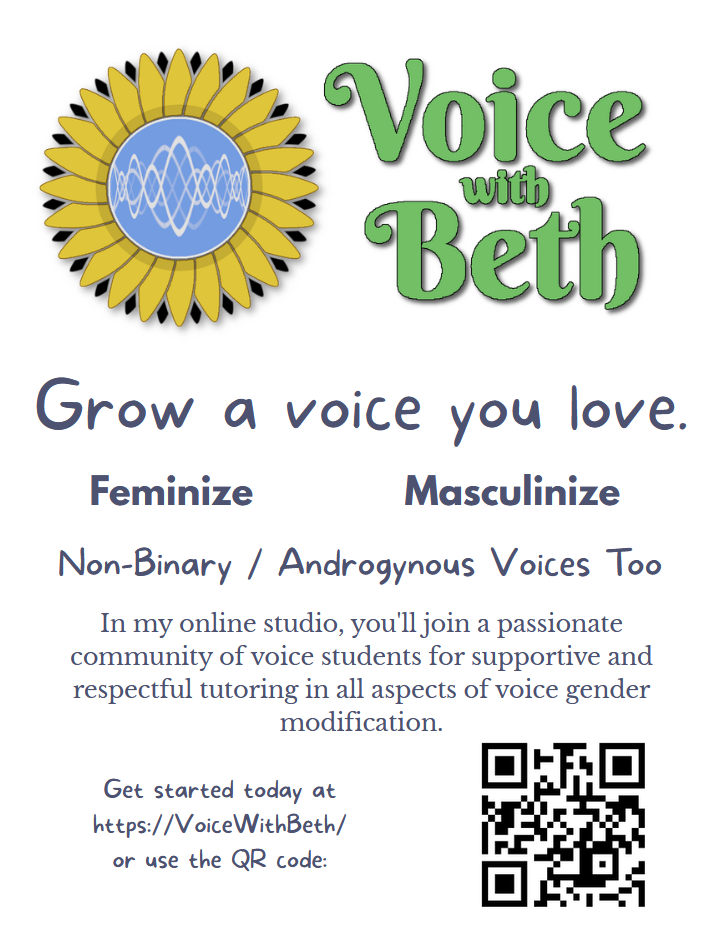 Voice
with
Beth
Grow a voice you love.
Feminize Masculinize
Non-Binary / Androgynous Voices Too
In my online studio, you'll join a passionate
community of voice students for supportive and
respectful tutoring in all aspects of voice gender
modification.
Get started today at
https://VoiceWithBeth/
or use the QR code: